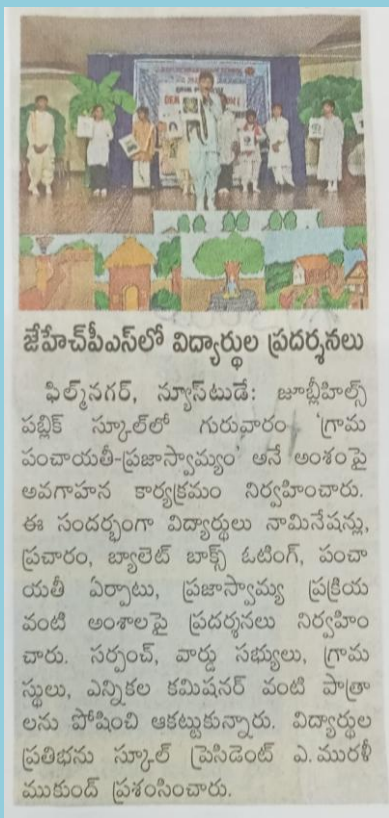 జేహెచ్‌పీఎస్‌లో విద్యార్థుల ప్రదర్శనలు
ఫిల్మ్‌నగర్, న్యూస్‌టుడే: జూబ్లీహిల్స్
పబ్లిక్ స్కూల్‌లో గురువారం 'గ్రామ
పంచాయతీ-ప్రజాస్వామ్యం' అనే అంశంపై
అవగాహన కార్యక్రమం నిర్వహించారు.
ఈ సందర్భంగా విద్యార్థులు నామినేషన్లు,
ప్రచారం, బ్యాలెట్ బాక్స్ ఓటింగ్, పంచా
యతీ ఏర్పాటు, ప్రజాస్వామ్య ప్రక్రియ
వంటి అంశాలపై ప్రదర్శనలు నిర్వహిం
చారు. సర్పంచ్, వార్డు సభ్యులు, గ్రామ
స్థులు, ఎన్నికల కమిషనర్ వంటి పాత్రా
లను పోషించి ఆకట్టుకున్నారు. విద్యార్థుల
ప్రతిభను స్కూల్ ప్రెసిడెంట్ ఎ.మురళీ
ముకుంద్ ప్రశంసించారు.